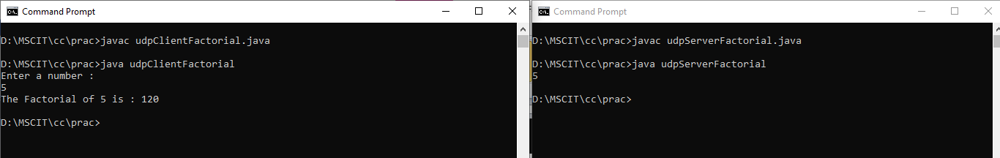 Command Prompt
D:\MSCIT\cc\prac>javac udpClientFactorial.java
D:\MSCIT\cc\prac>java udpClientFactorial
Enter a number :
5
The Factorial of 5 is : 120
D:\MSCIT\cc\prac>
Command Prompt
D:\MSCIT\cc\prac>javac udpServerFactorial.java
D:\MSCIT\cc\prac>java udpServerFactorial
5
D:\MSCIT\cc\prac>